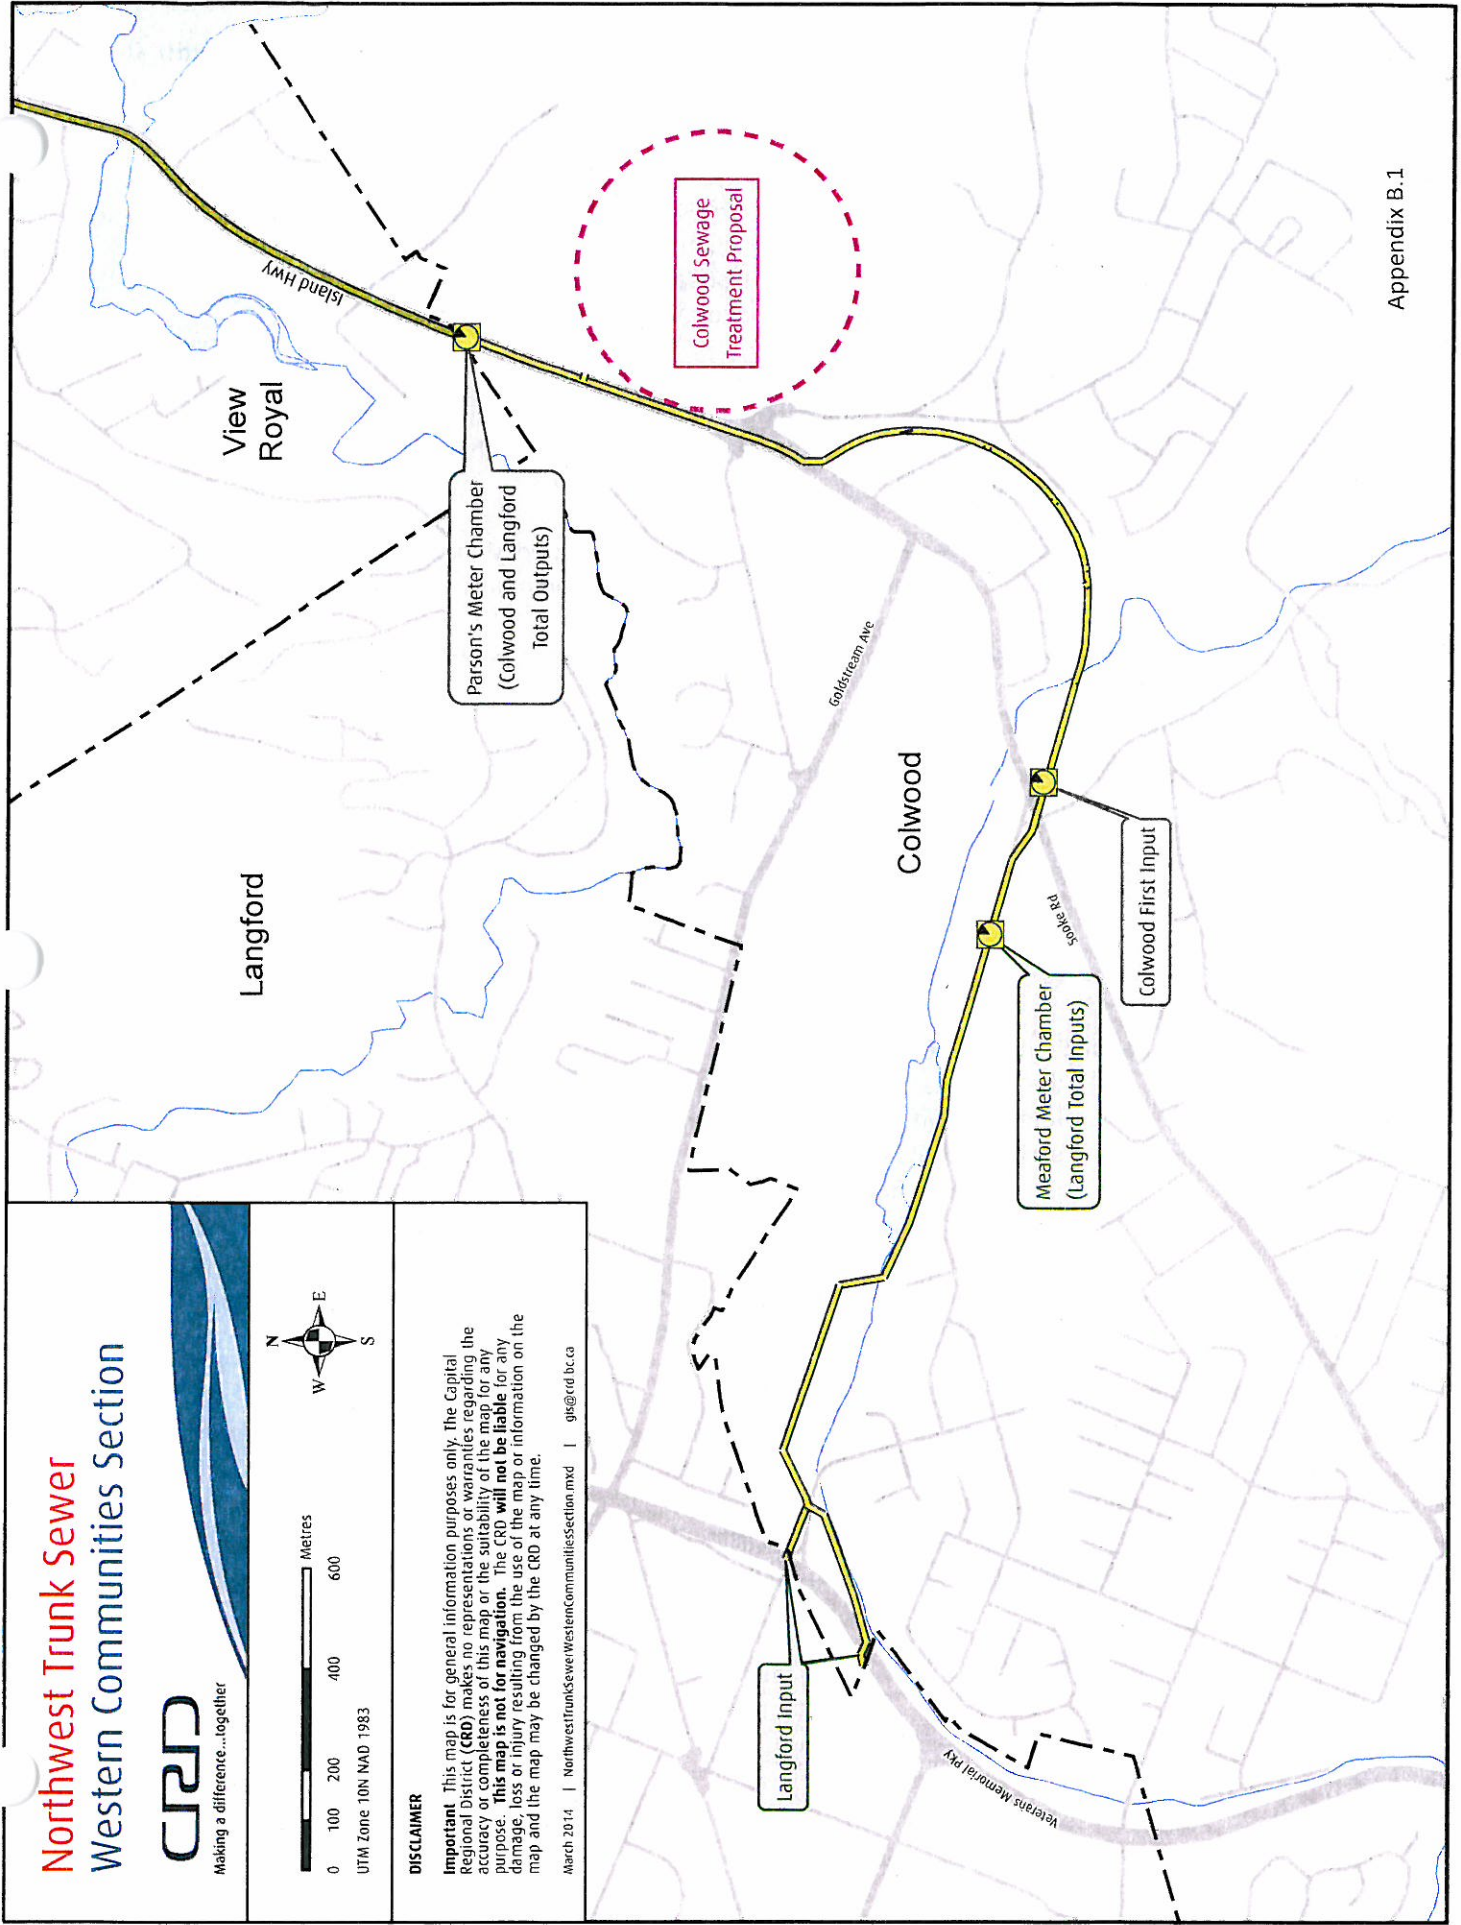 Northwest Trunk Sewer
Western Communities Section
CRD
Making a difference...together
N
W
E
S
Metres
0 100 200 400 600
UTM Zone 10N NAD 1983
DISCLAIMER
Important This map is for general information purposes only. The Capital
Regional District (CRD) makes no representations or warranties regarding the
accuracy or completeness of this map or the suitability of the map for any
purpose. This map is not for navigation. The CRD will not be liable for any
damage, loss or injury resulting from the use of the map or information on the
map and the map may be changed by the CRD at any time.
March 2014 | NorthwestTrunkSewerWesternCommunitiesSection.mxd | gis@crd bc.ca
Langford
View
Royal
Island Hwy
Parson's Meter Chamber
(Colwood and Langford
Total Outputs)
Colwood Sewage
Treatment Proposal
Goldstream Ave
Colwood
Sooke Rd
Colwood First Input
Meaford Meter Chamber
(Langford Total Inputs)
Langford Input
Veterans Memorial Pky
Appendix B.1